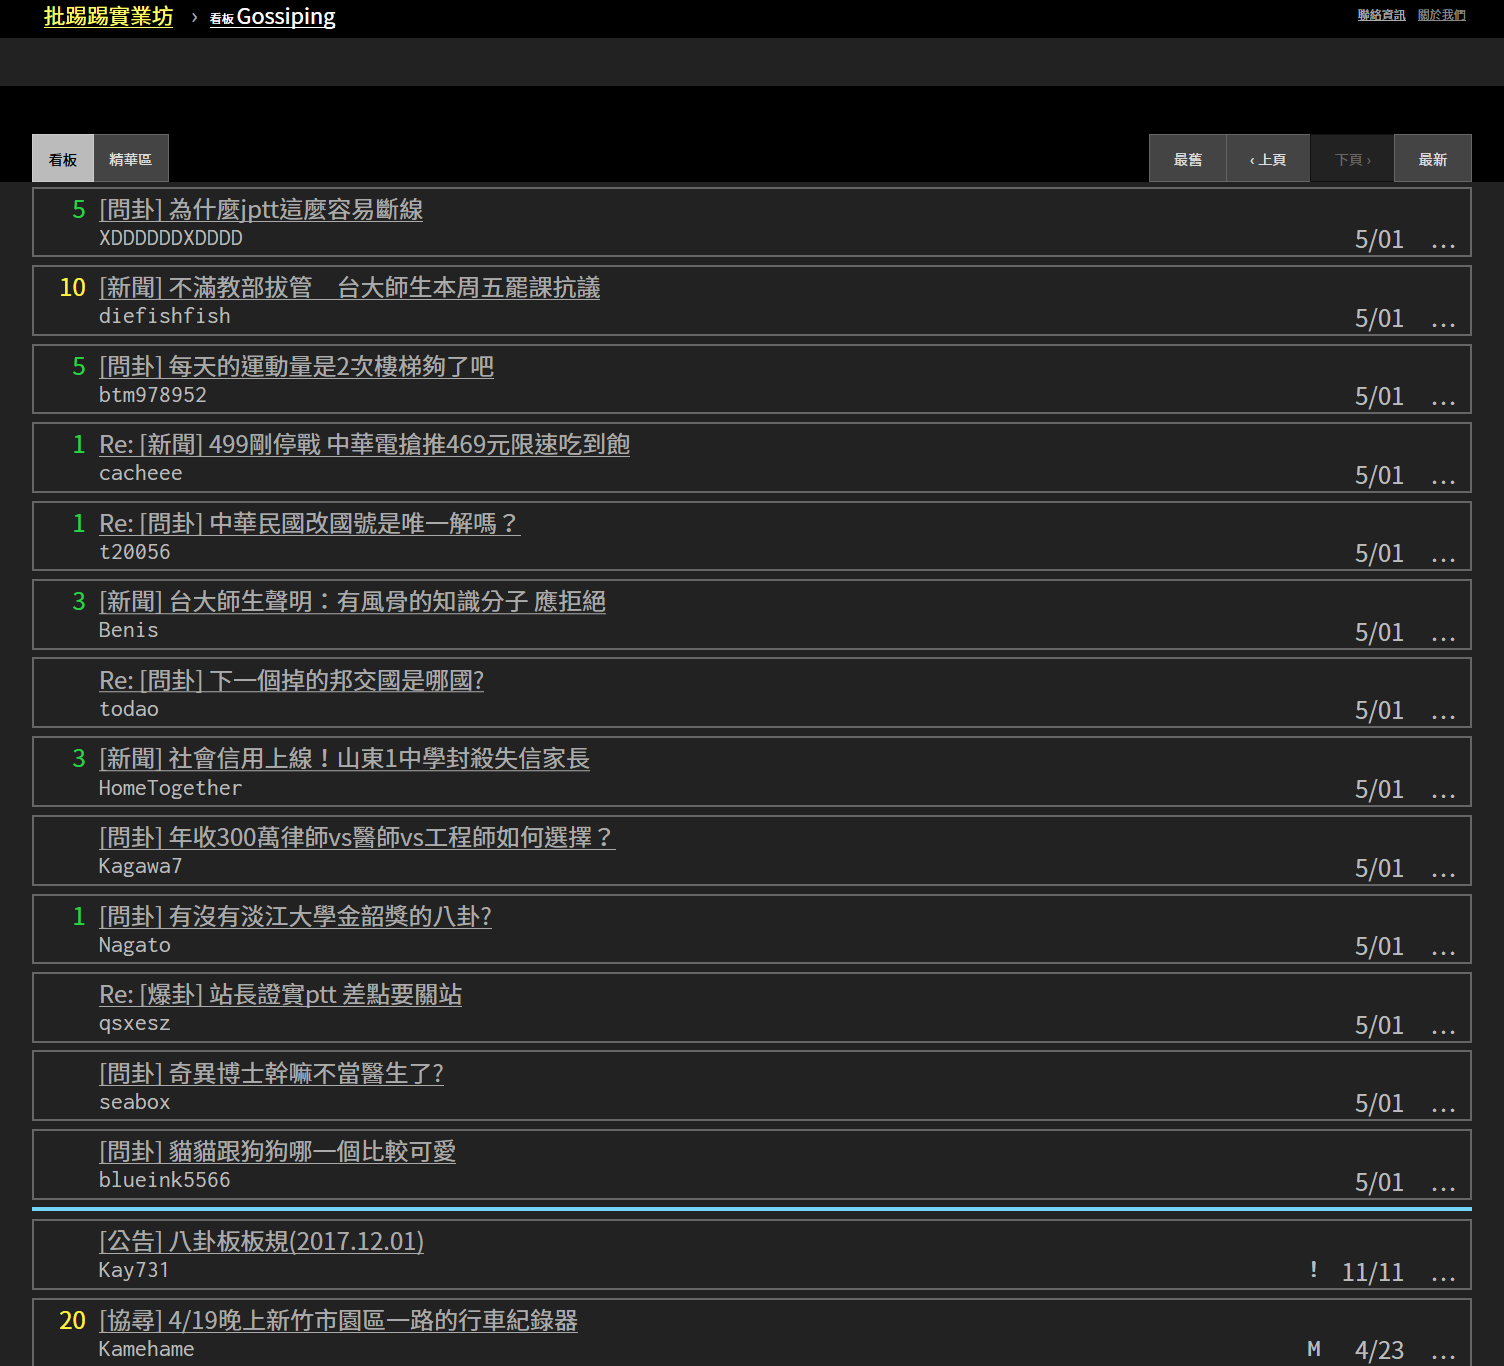 批踢踢實業坊 › 看板 Gossiping 聯絡資訊 關於我們
看板 精華區 最舊 ‹ 上頁 下頁 › 最新
5 [問卦] 為什麼jptt這麼容易斷線
XDDDDDDXDDDD
5/01 ...
10 [新聞] 不滿教部拔管　台大師生本周五罷課抗議
diefishfish
5/01 ...
5 [問卦] 每天的運動量是2次樓梯夠了吧
btm978952
5/01 ...
1 Re: [新聞] 499剛停戰 中華電搶推469元限速吃到飽
cacheee
5/01 ...
1 Re: [問卦] 中華民國改國號是唯一解嗎？
t20056
5/01 ...
3 [新聞] 台大師生聲明：有風骨的知識分子 應拒絕
Benis
5/01 ...
Re: [問卦] 下一個掉的邦交國是哪國?
todao
5/01 ...
3 [新聞] 社會信用上線！山東1中學封殺失信家長
HomeTogether
5/01 ...
[問卦] 年收300萬律師vs醫師vs工程師如何選擇？
Kagawa7
5/01 ...
1 [問卦] 有沒有淡江大學金韶獎的八卦?
Nagato
5/01 ...
Re: [爆卦] 站長證實ptt 差點要關站
qsxesz
5/01 ...
[問卦] 奇異博士幹嘛不當醫生了?
seabox
5/01 ...
[問卦] 貓貓跟狗狗哪一個比較可愛
blueink5566
5/01 ...
[公告] 八卦板板規(2017.12.01)
Kay731
! 11/11 ...
20 [協尋] 4/19晚上新竹市園區一路的行車紀錄器
Kamehame
M 4/23 ...